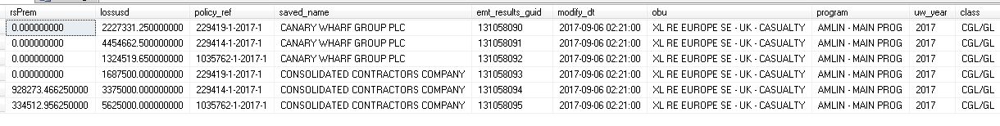 rsPrem lossusd policy_ref saved_name emt_results_guid modify_dt obu program uw_year class
0.000000000 2227331.250000000 229419-1-2017-1 CANARY WHARF GROUP PLC 131058090 2017-09-06 02:21:00 XL RE EUROPE SE - UK - CASUALTY AMLIN - MAIN PROG 2017 CGL/GL
0.000000000 4454662.500000000 229414-1-2017-1 CANARY WHARF GROUP PLC 131058091 2017-09-06 02:21:00 XL RE EUROPE SE - UK - CASUALTY AMLIN - MAIN PROG 2017 CGL/GL
0.000000000 1324519.650000000 1035762-1-2017-1 CANARY WHARF GROUP PLC 131058092 2017-09-06 02:21:00 XL RE EUROPE SE - UK - CASUALTY AMLIN - MAIN PROG 2017 CGL/GL
0.000000000 1687500.000000000 229419-1-2017-1 CONSOLIDATED CONTRACTORS COMPANY 131058093 2017-09-06 02:21:00 XL RE EUROPE SE - UK - CASUALTY AMLIN - MAIN PROG 2017 CGL/GL
928273.466250000 3375000.000000000 229414-1-2017-1 CONSOLIDATED CONTRACTORS COMPANY 131058094 2017-09-06 02:21:00 XL RE EUROPE SE - UK - CASUALTY AMLIN - MAIN PROG 2017 CGL/GL
334512.956250000 5625000.000000000 1035762-1-2017-1 CONSOLIDATED CONTRACTORS COMPANY 131058095 2017-09-06 02:21:00 XL RE EUROPE SE - UK - CASUALTY AMLIN - MAIN PROG 2017 CGL/GL